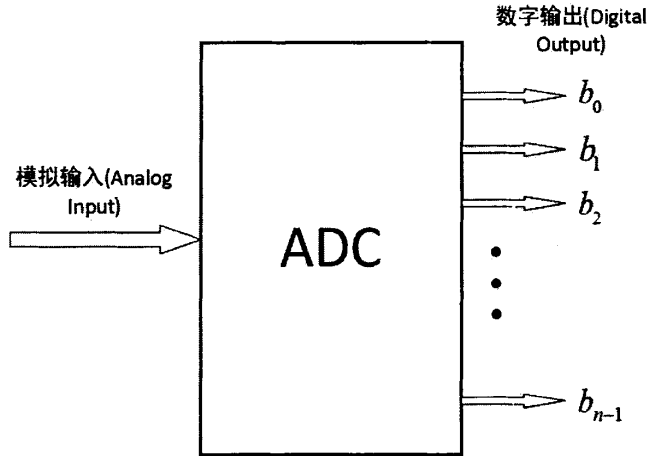 数字输出(Digital
Output)
b0
b1
模拟输入(Analog
Input)
b2
ADC
bn-1